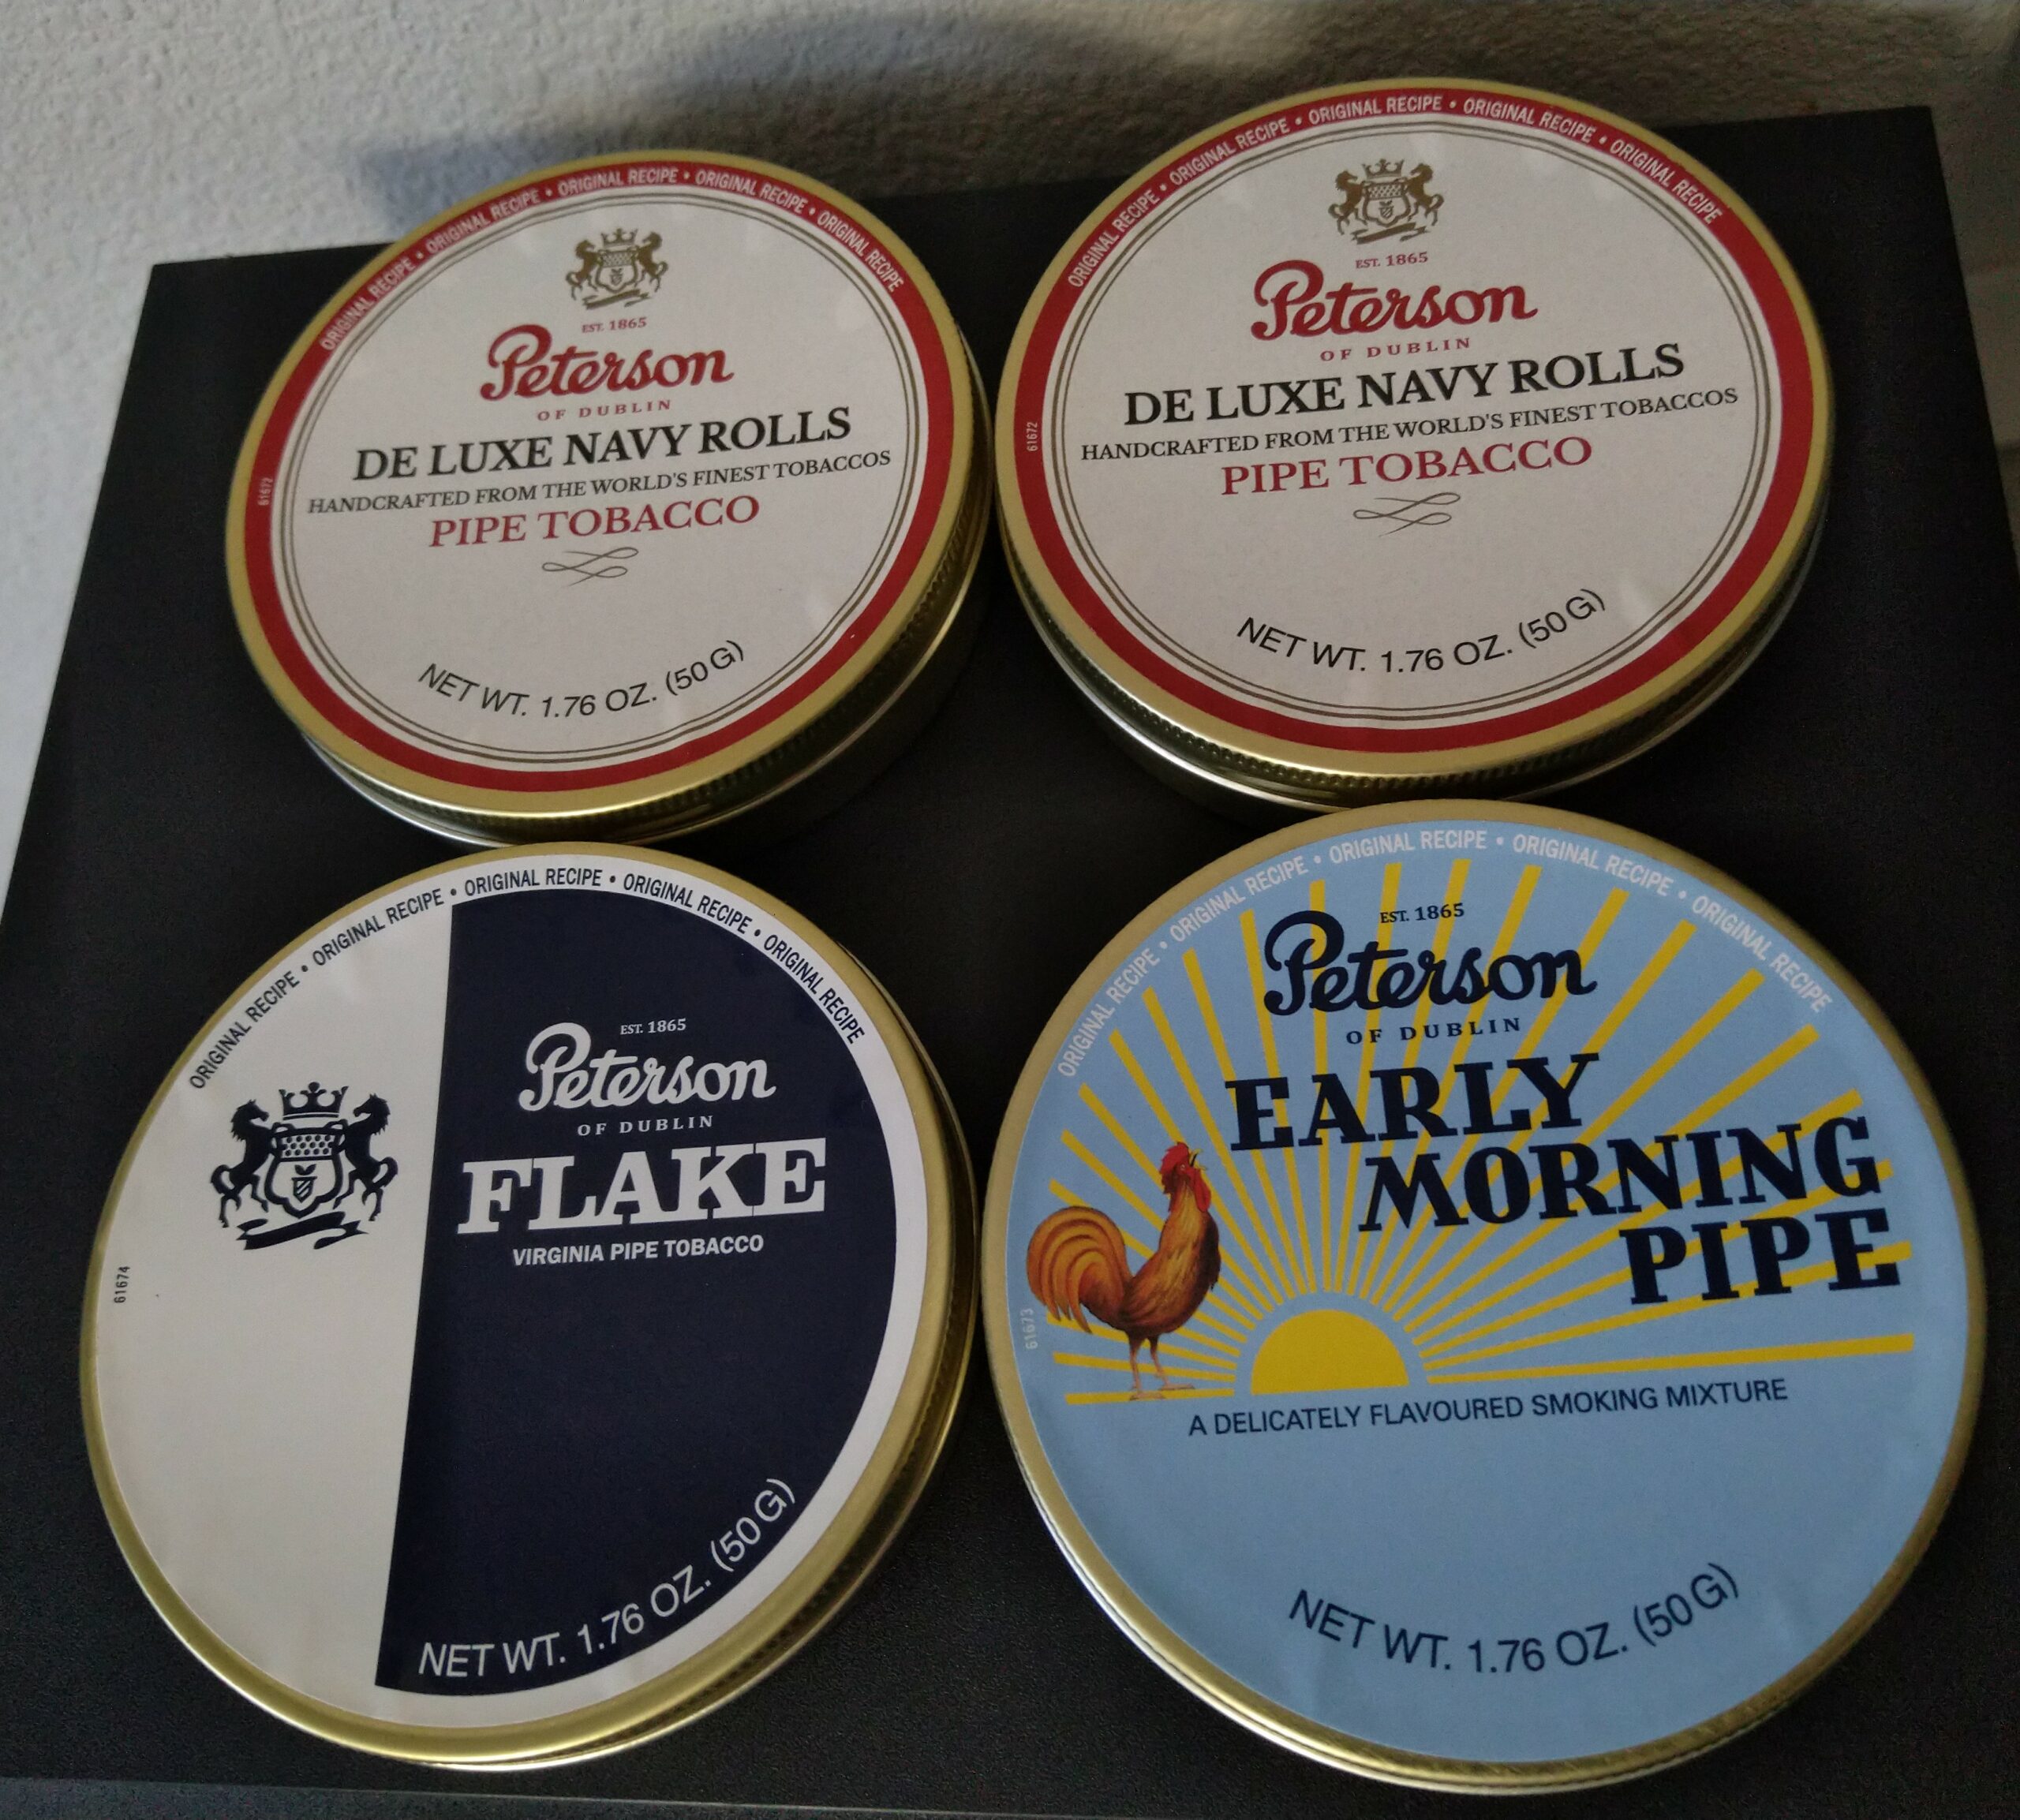 ORIGINAL RECIPE • ORIGINAL RECIPE • ORIGINAL RECIPE • ORIGINAL RECIPE • ORIGINAL RECIPE
EST. 1865
Peterson
OF DUBLIN
DE LUXE NAVY ROLLS
HANDCRAFTED FROM THE WORLD'S FINEST TOBACCOS
PIPE TOBACCO
61672
NET WT. 1.76 OZ. (50 G)
ORIGINAL RECIPE • ORIGINAL RECIPE • ORIGINAL RECIPE • ORIGINAL RECIPE • ORIGINAL RECIPE
EST. 1865
Peterson
OF DUBLIN
DE LUXE NAVY ROLLS
HANDCRAFTED FROM THE WORLD'S FINEST TOBACCOS
PIPE TOBACCO
61672
NET WT. 1.76 OZ. (50 G)
ORIGINAL RECIPE • ORIGINAL RECIPE • ORIGINAL RECIPE • ORIGINAL RECIPE • ORIGINAL RECIPE
EST. 1865
Peterson
OF DUBLIN
FLAKE
VIRGINIA PIPE TOBACCO
61674
NET WT. 1.76 OZ. (50 G)
ORIGINAL RECIPE • ORIGINAL RECIPE • ORIGINAL RECIPE • ORIGINAL RECIPE • ORIGINAL RECIPE
EST. 1865
Peterson
OF DUBLIN
EARLY
MORNING
PIPE
61673
A DELICATELY FLAVOURED SMOKING MIXTURE
NET WT. 1.76 OZ. (50 G)